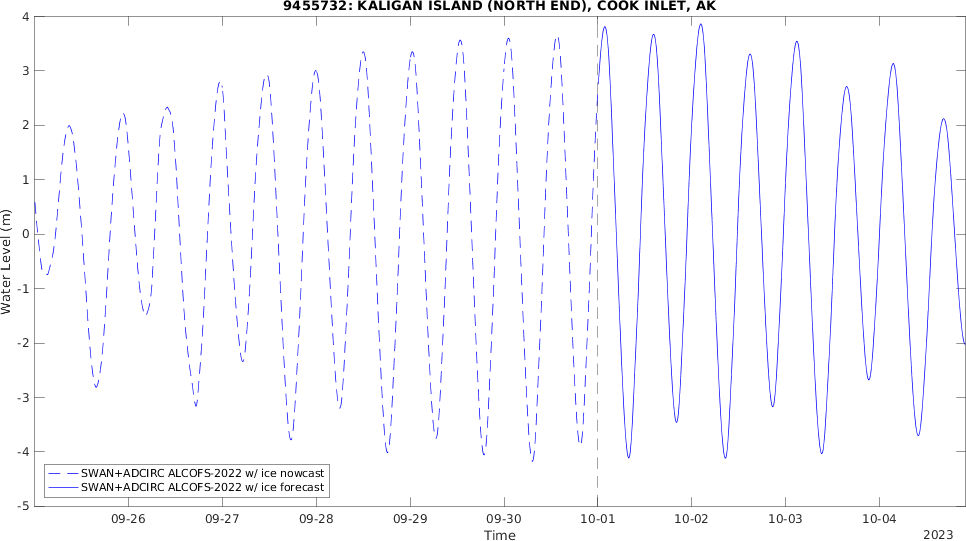 9455732: KALIGAN ISLAND (NORTH END), COOK INLET, AK
4
3
2
1
0
-1
-2
-3
-4
-5
Water Level (m)
SWAN+ADCIRC ALCOFS-2022 w/ ice nowcast
SWAN+ADCIRC ALCOFS-2022 w/ ice forecast
09-26 09-27 09-28 09-29 09-30 10-01 10-02 10-03 10-04
Time
2023